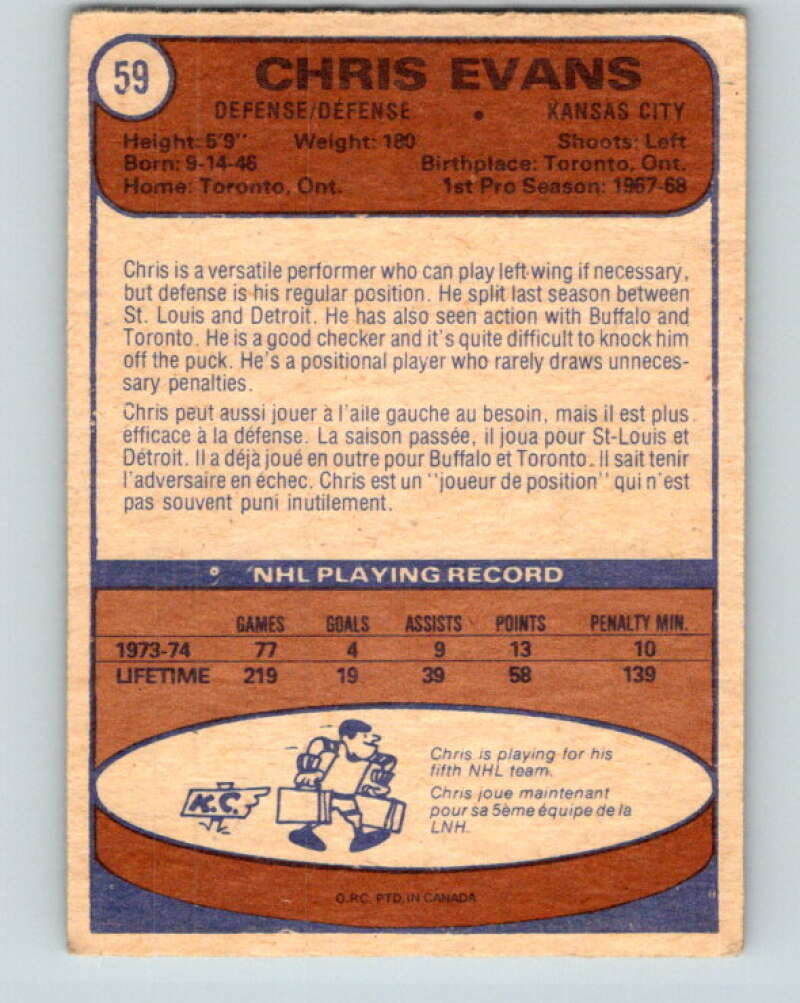 59
CHRIS EVANS
DEFENSE/DÉFENSE • KANSAS CITY
Height: 5'9" Weight: 180 Shoots: Left
Born: 9-14-46 Birthplace: Toronto, Ont.
Home: Toronto, Ont. 1st Pro Season: 1967-68
Chris is a versatile performer who can play left wing if necessary,
but defense is his regular position. He split last season between
St. Louis and Detroit. He has also seen action with Buffalo and
Toronto. He is a good checker and it's quite difficult to knock him
off the puck. He's a positional player who rarely draws unneces-
sary penalties.
Chris peut aussi jouer à l'aile gauche au besoin, mais il est plus
efficace à la défense. La saison passée, il joua pour St-Louis et
Détroit. Il a déjà joué en outre pour Buffalo et Toronto. Il sait tenir
l'adversaire en échec. Chris est un "joueur de position" qui n'est
pas souvent puni inutilement.
NHL PLAYING RECORD
GAMES GOALS ASSISTS POINTS PENALTY MIN.
1973-74 77 4 9 13 10
LIFETIME 219 19 39 58 139
Chris is playing for his
fifth NHL team.
Chris joue maintenant
pour sa 5ème équipe de la
LNH.
K.C.
O.P.C. PTD. IN CANADA